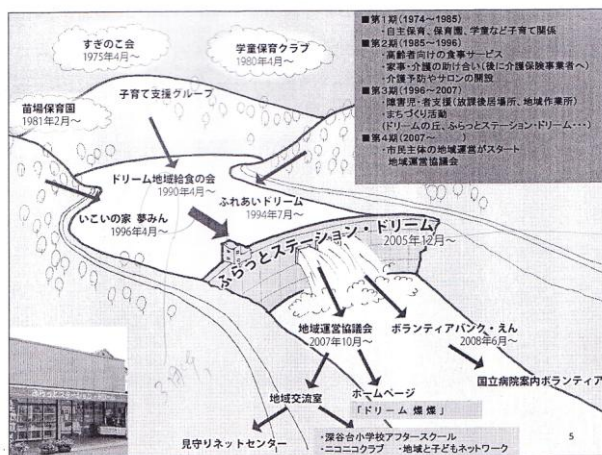 すぎのこ会
1975年4月～
学童保育クラブ
1980年4月～
■第1期(1974～1985)
・自主保育、保育園、学童など子育て関係
■第2期(1985～1996)
・高齢者向けの食事サービス
・家事・介護の助け合い(後に介護保険事業者へ)
・介護予防やサロンの開設
■第3期(1996～2007)
・障害児・者支援(放課後居場所、地域作業所)
・まちづくり活動
(ドリームの丘、ふらっとステーション・ドリーム・・・)
■第4期(2007～　　)
・市民主体の地域運営がスタート
地域運営協議会
苗場保育園
1981年2月～
子育て支援グループ
ドリーム地域給食の会
1990年4月～
ふれあいドリーム
1994年7月～
いこいの家 夢みん
1996年4月～
ふらっとステーション・ドリーム
2005年12月～
地域運営協議会
2007年10月～
ボランティアバンク・えん
2008年6月～
国立病院案内ボランティア
地域交流室
ホームページ
「ドリーム 燦燦」
見守りネットセンター
・深谷台小学校アフタースクール
・ニコニコクラブ ・地域と子どもネットワーク
5